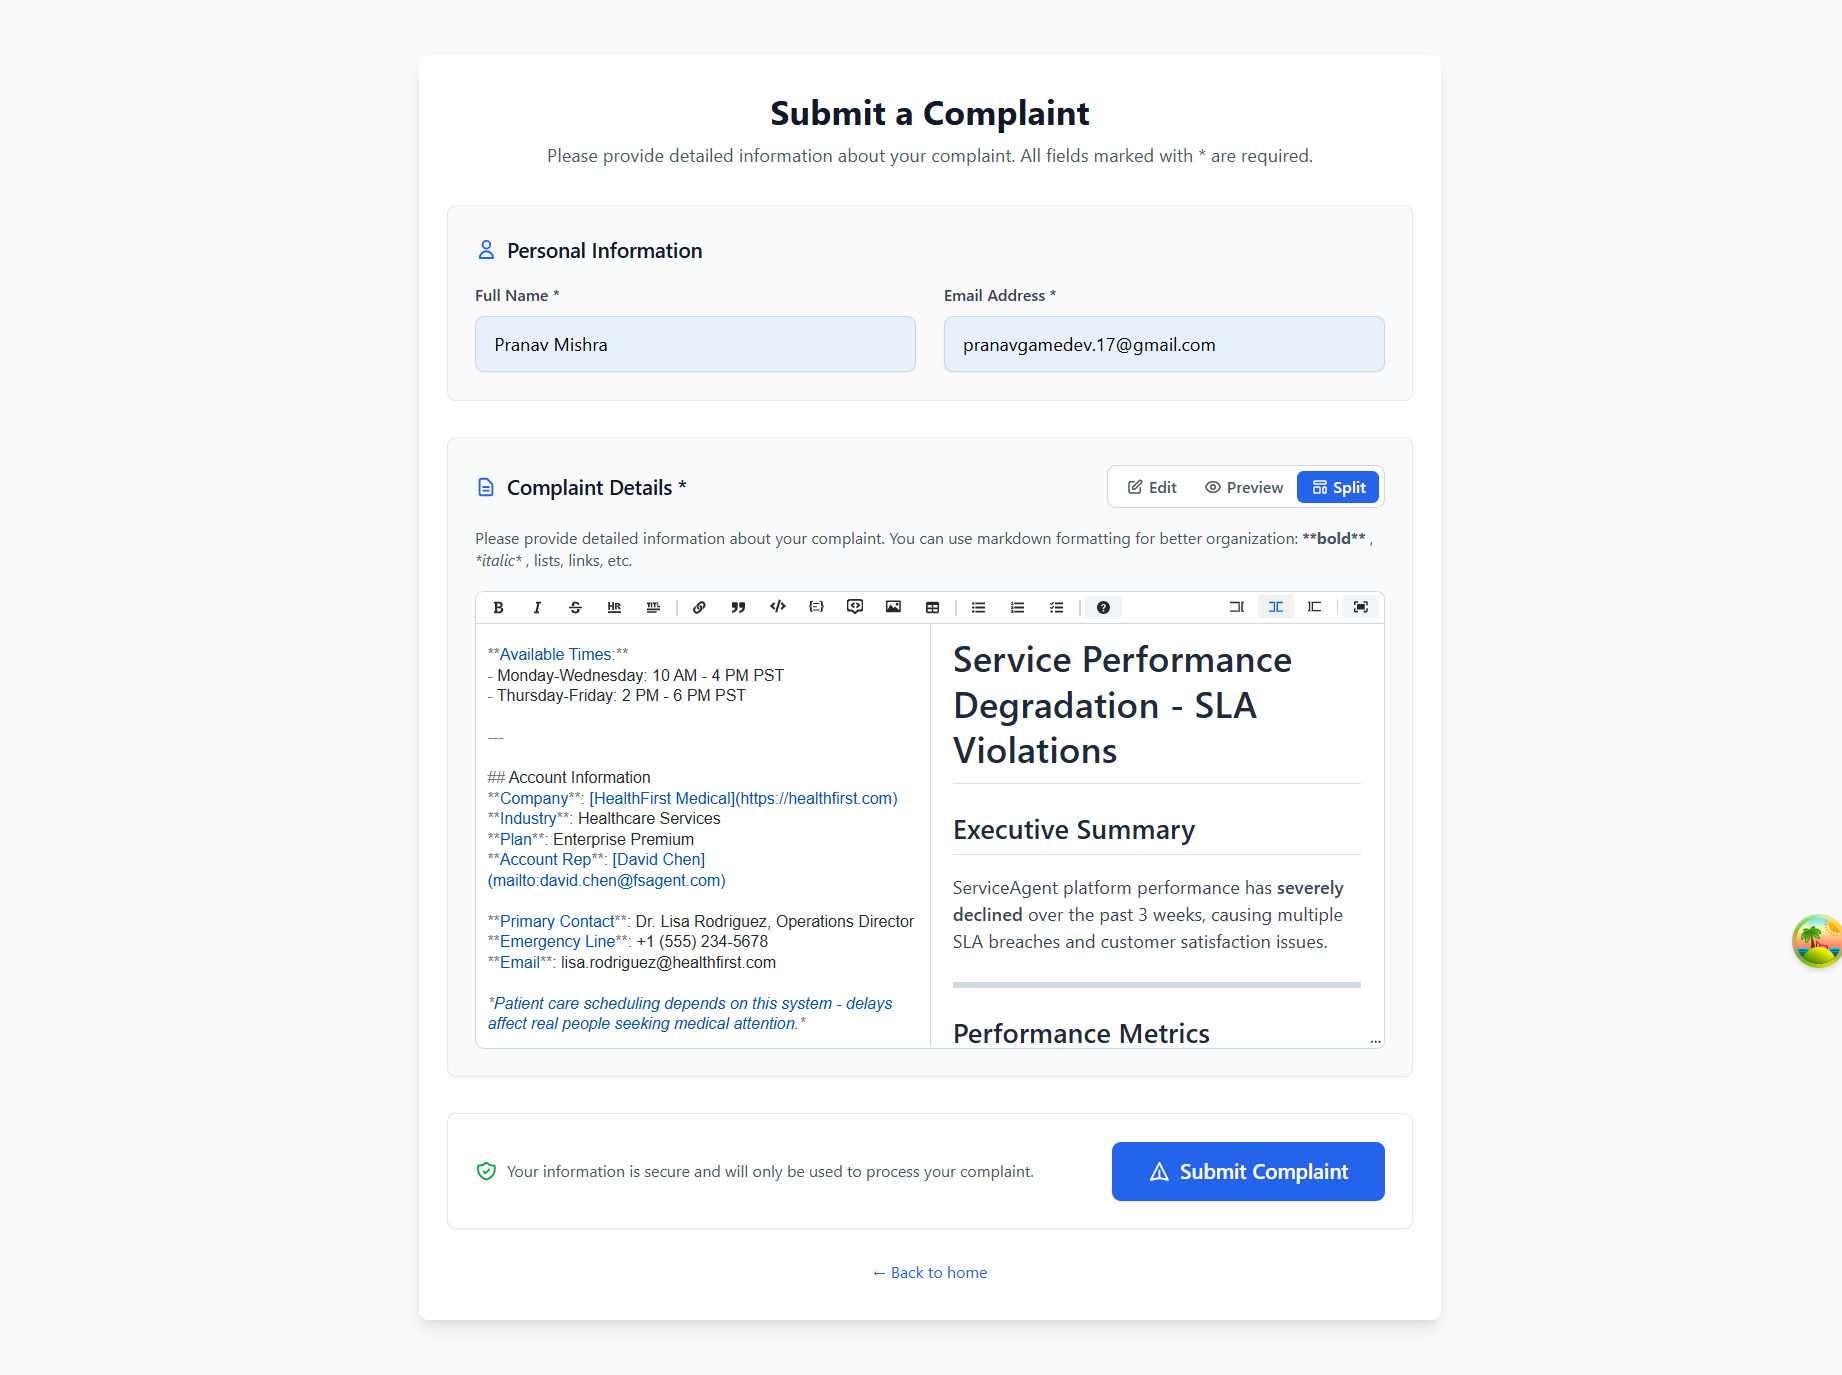 Submit a Complaint
Please provide detailed information about your complaint. All fields marked with * are required.
Personal Information
Full Name *
Email Address *
Pranav Mishra
pranavgamedev.17@gmail.com
Complaint Details *
Edit
Preview
Split
Please provide detailed information about your complaint. You can use markdown formatting for better organization: **bold** ,
*italic* , lists, links, etc.
B I S HR TITL
**Available Times:**
- Monday-Wednesday: 10 AM - 4 PM PST
- Thursday-Friday: 2 PM - 6 PM PST
---
## Account Information
**Company**: [HealthFirst Medical](https://healthfirst.com)
**Industry**: Healthcare Services
**Plan**: Enterprise Premium
**Account Rep**: [David Chen]
(mailto:david.chen@fsagent.com)
**Primary Contact**: Dr. Lisa Rodriguez, Operations Director
**Emergency Line**: +1 (555) 234-5678
**Email**: lisa.rodriguez@healthfirst.com
*Patient care scheduling depends on this system - delays
affect real people seeking medical attention.*
Service Performance
Degradation - SLA
Violations
Executive Summary
ServiceAgent platform performance has severely
declined over the past 3 weeks, causing multiple
SLA breaches and customer satisfaction issues.
Performance Metrics
...
Your information is secure and will only be used to process your complaint.
Submit Complaint
← Back to home